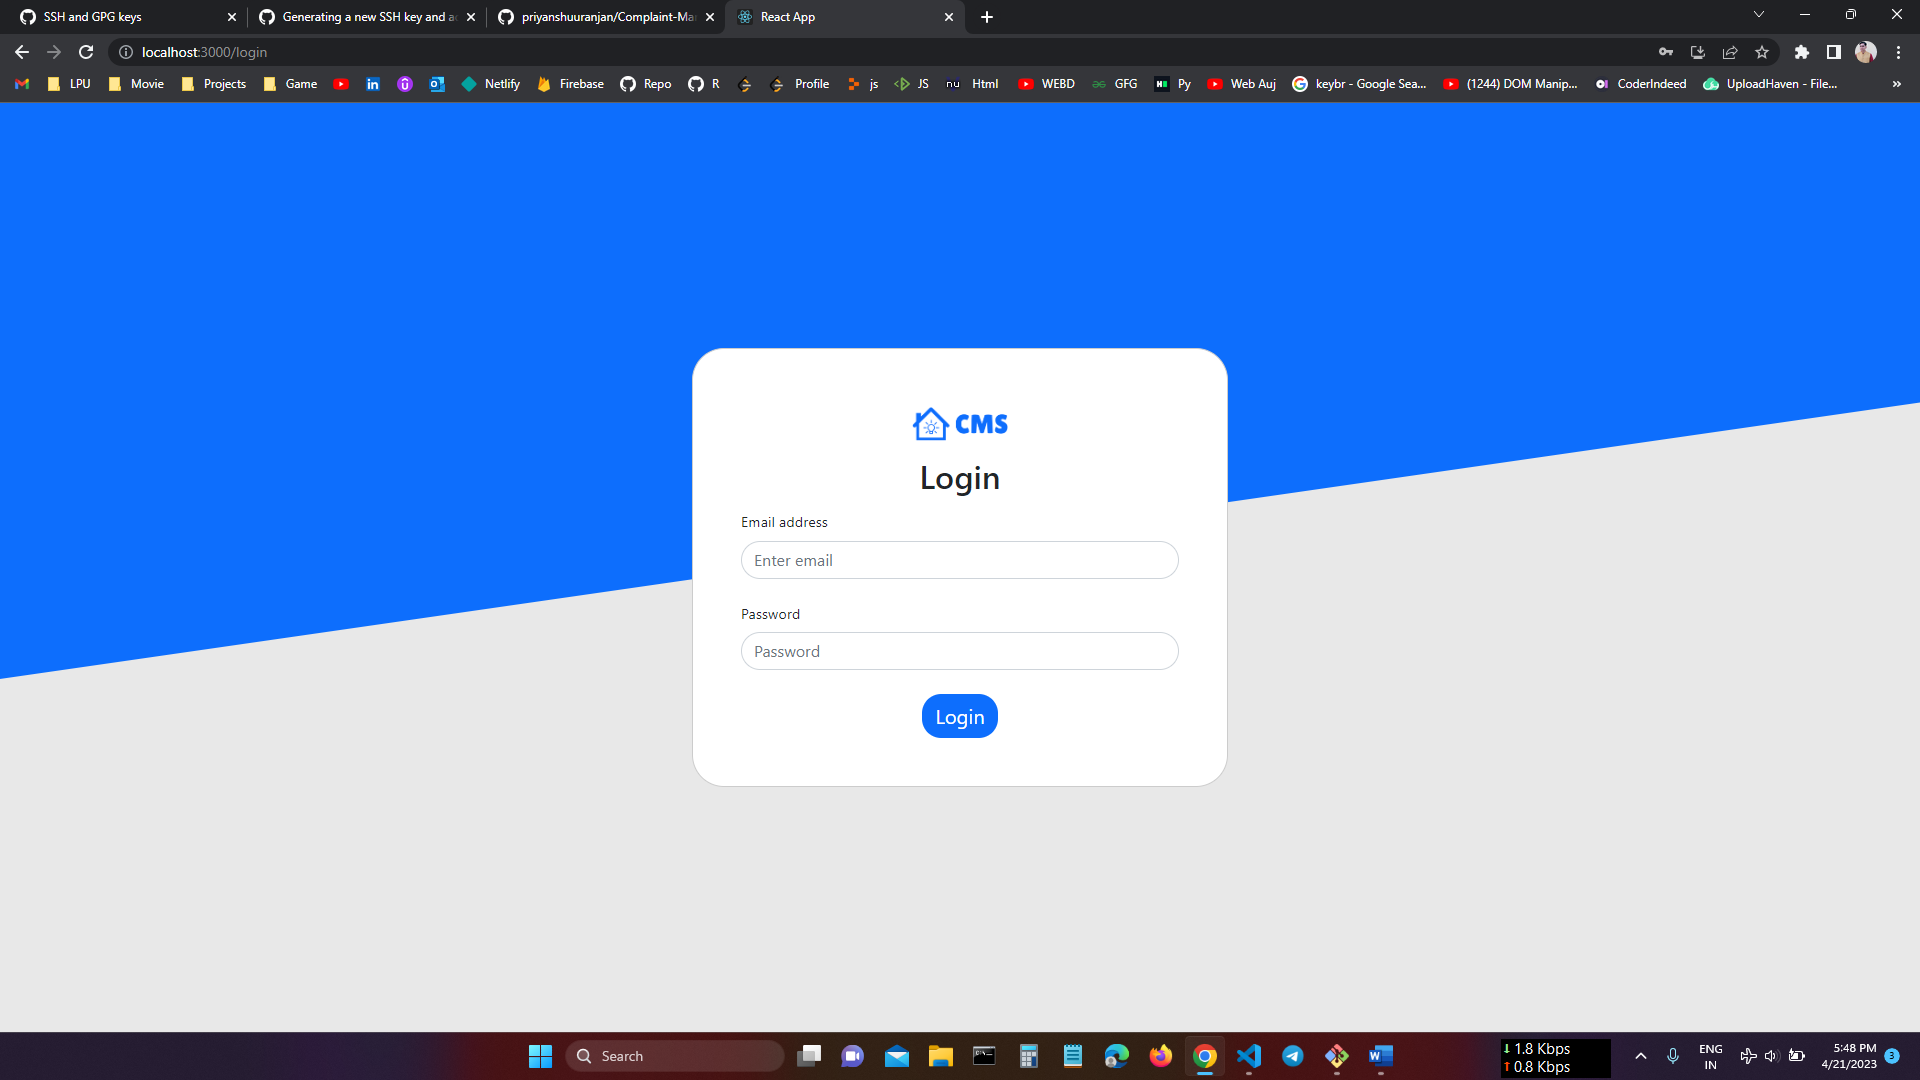 SSH and GPG keys
Generating a new SSH key and a
priyanshuuranjan/Complaint-Ma
React App
localhost:3000/login
LPU
Movie
Projects
Game
Netlify
Firebase
Repo
R
Profile
js
JS
nu Html
WEBD
GFG
Py
Web Auj
keybr - Google Sea...
(1244) DOM Manip...
CoderIndeed
UploadHaven - File...
CMS
Login
Email address
Enter email
Password
Password
Login
Search
1.8 Kbps
0.8 Kbps
ENG
IN
5:48 PM
4/21/2023
3